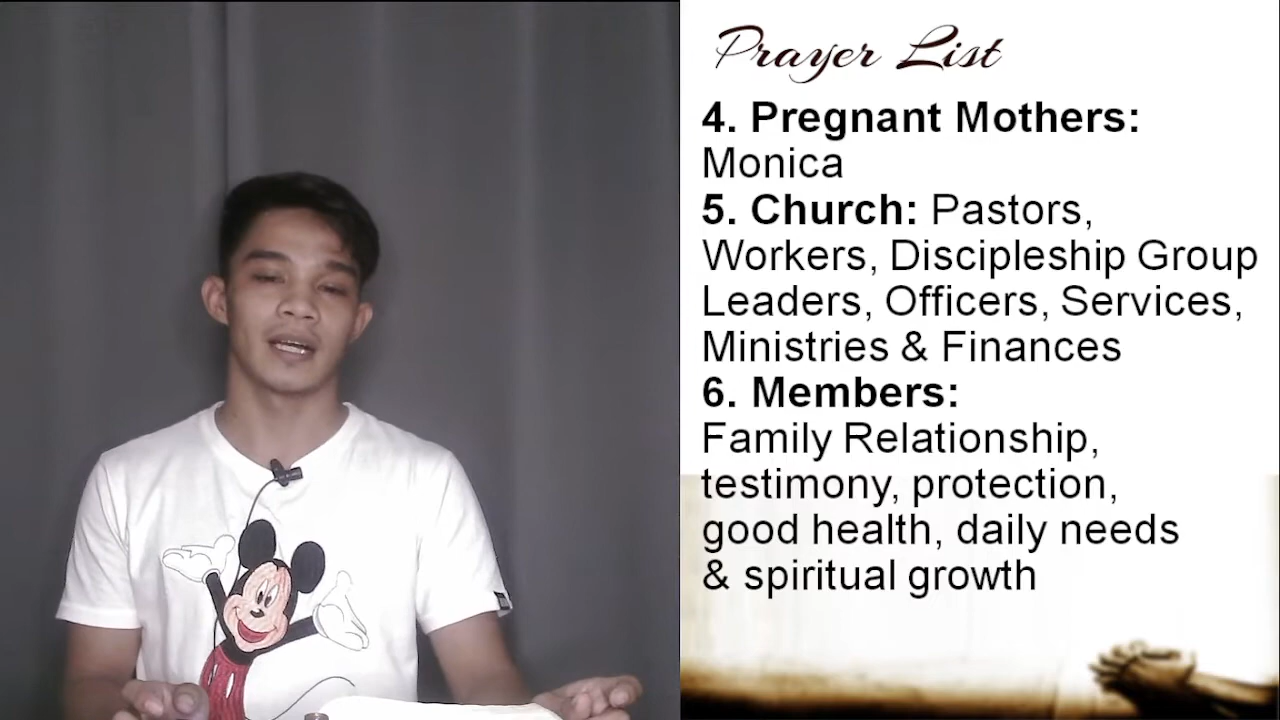 Prayer List
4. Pregnant Mothers:
Monica
5. Church: Pastors,
Workers, Discipleship Group
Leaders, Officers, Services,
Ministries & Finances
6. Members:
Family Relationship,
testimony, protection,
good health, daily needs
& spiritual growth